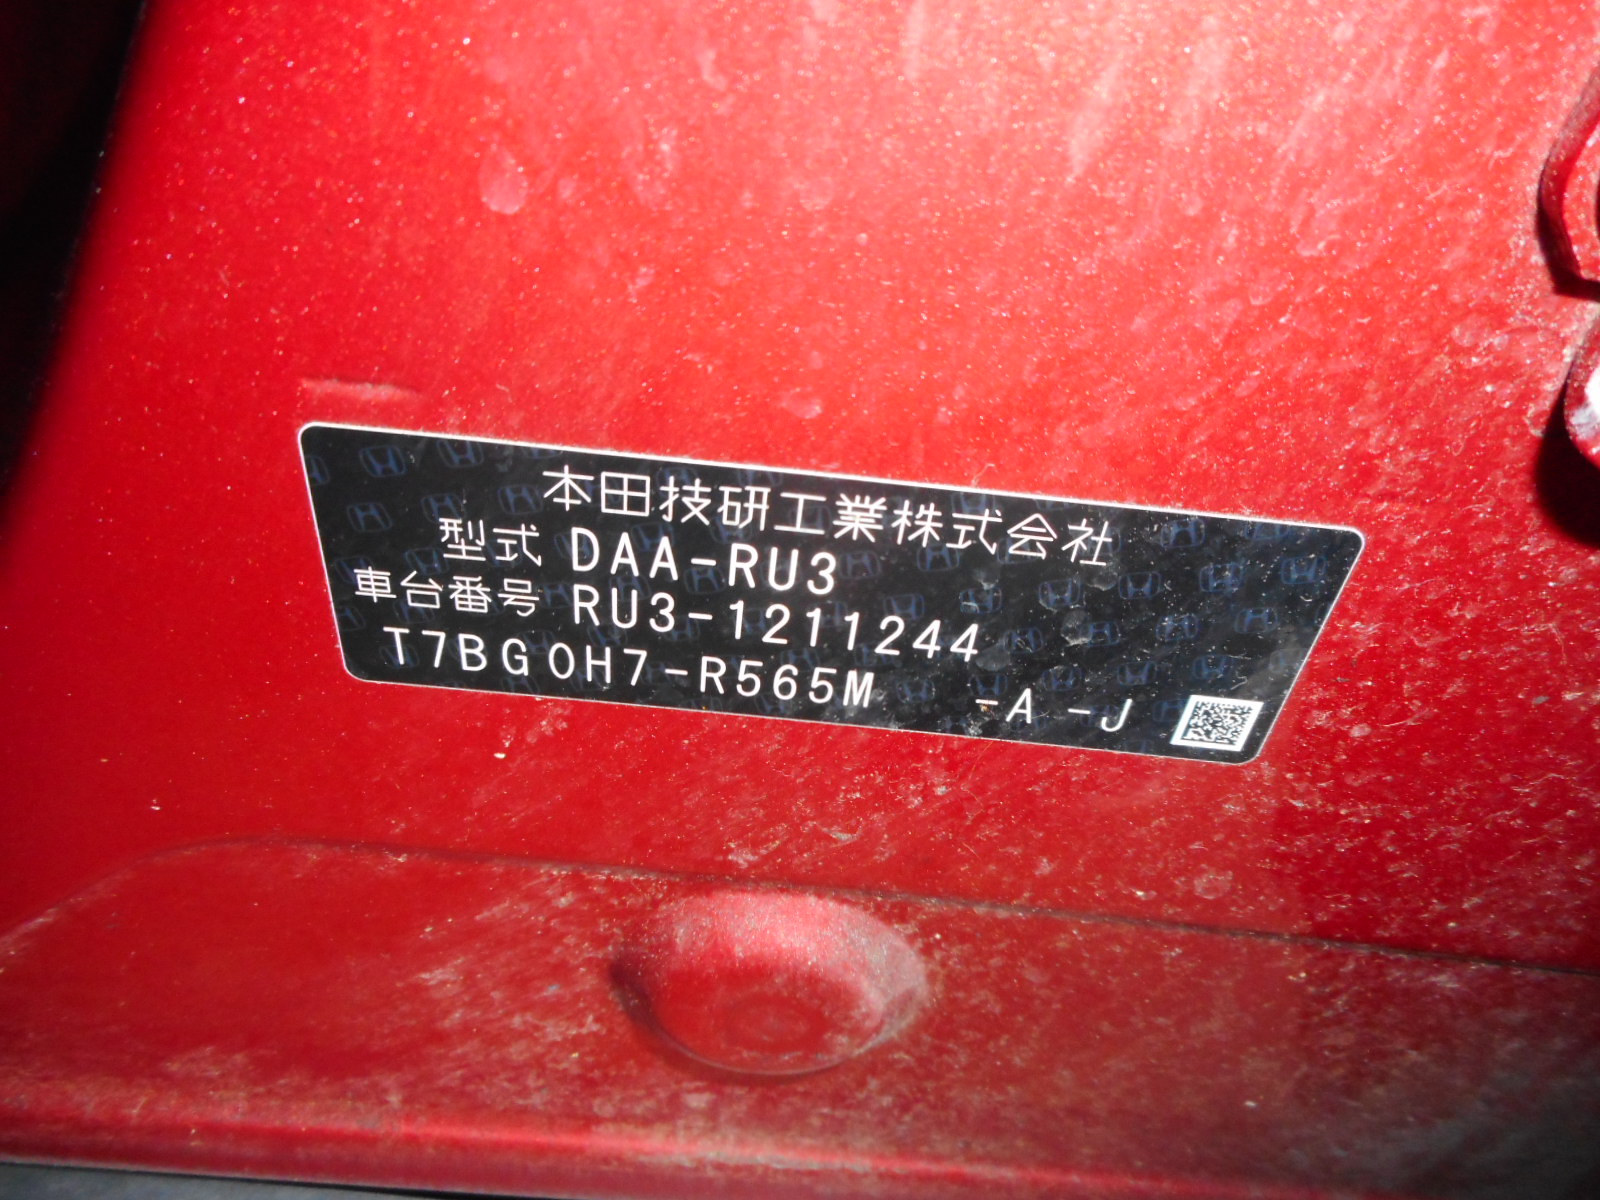 本田技研工業株式会社
型式 DAA-RU3
車台番号 RU3-1211244
T7BG0H7-R565M -A -J